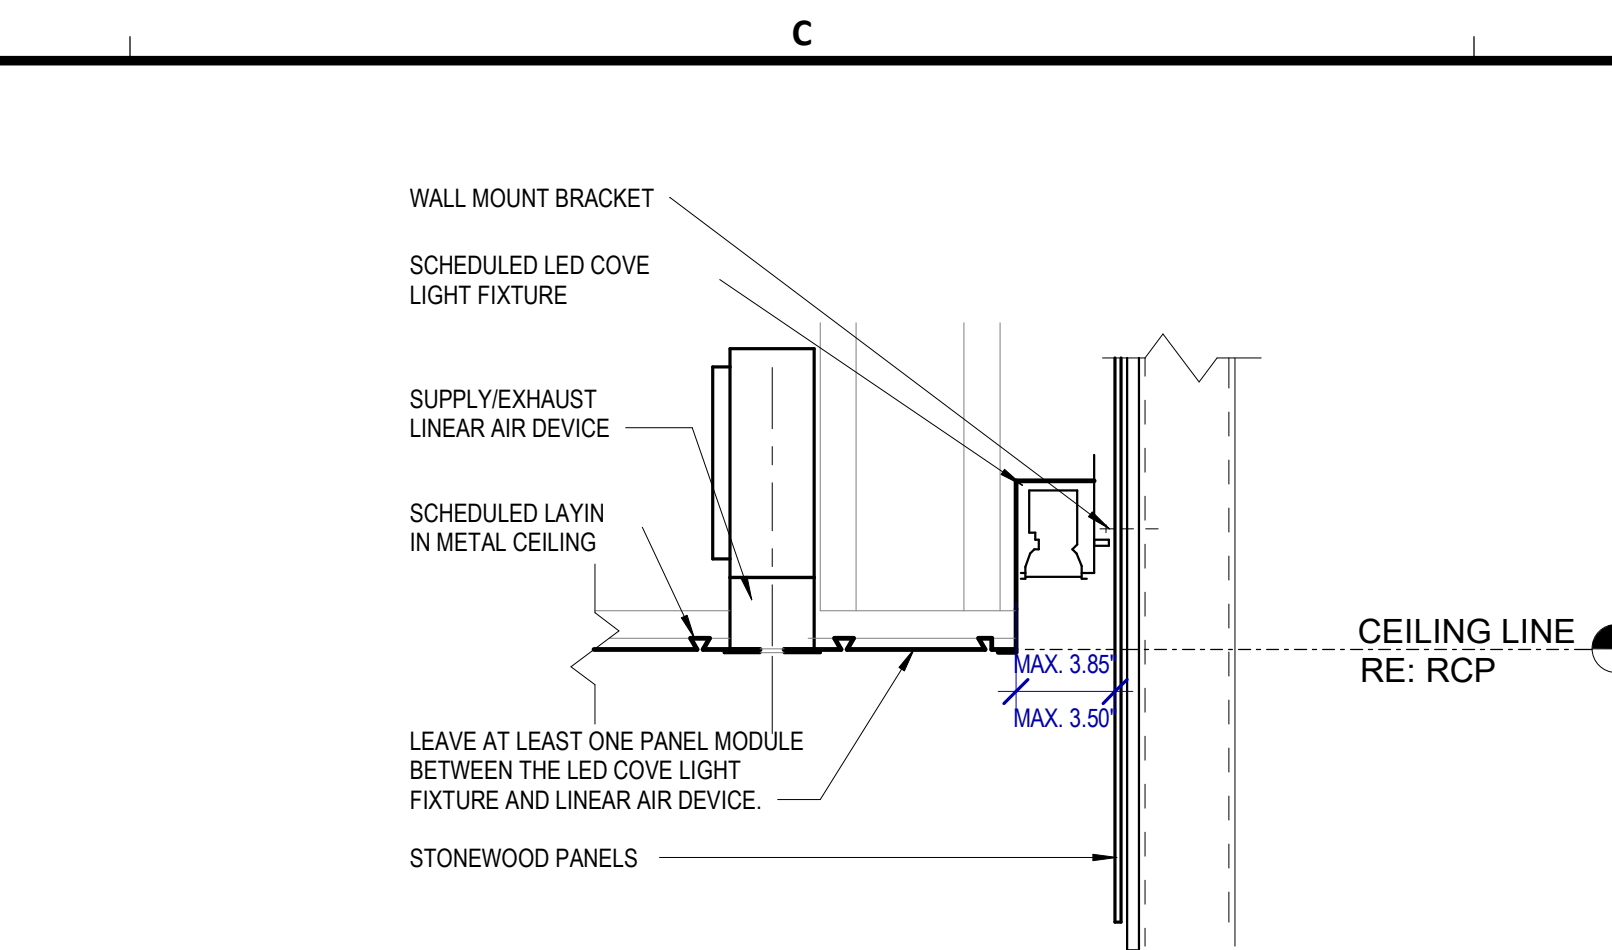 C
WALL MOUNT BRACKET
SCHEDULED LED COVE
LIGHT FIXTURE
SUPPLY/EXHAUST
LINEAR AIR DEVICE
SCHEDULED LAYIN
IN METAL CEILING
CEILING LINE
RE: RCP
MAX. 3.85"
MAX. 3.50"
LEAVE AT LEAST ONE PANEL MODULE
BETWEEN THE LED COVE LIGHT
FIXTURE AND LINEAR AIR DEVICE.
STONEWOOD PANELS